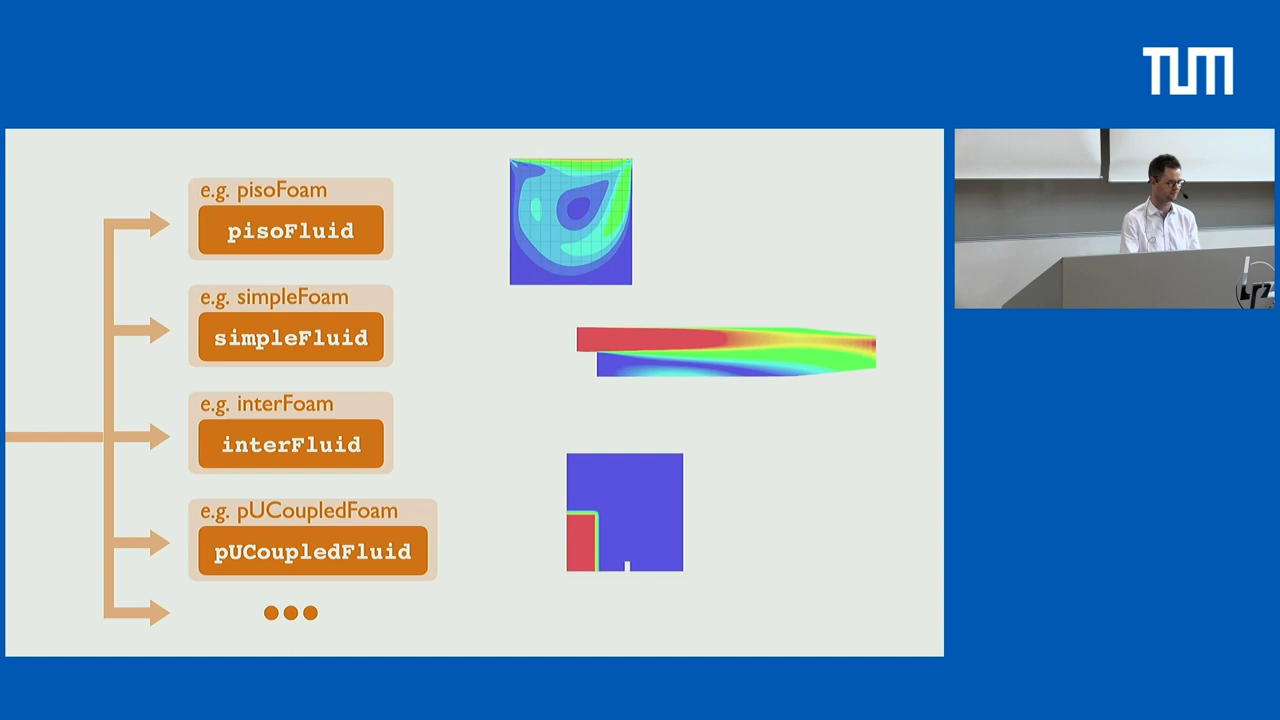 TUM
e.g. pisoFoam
pisoFluid
e.g. simpleFoam
simpleFluid
e.g. interFoam
interFluid
e.g. pUCoupledFoam
pUCoupledFluid